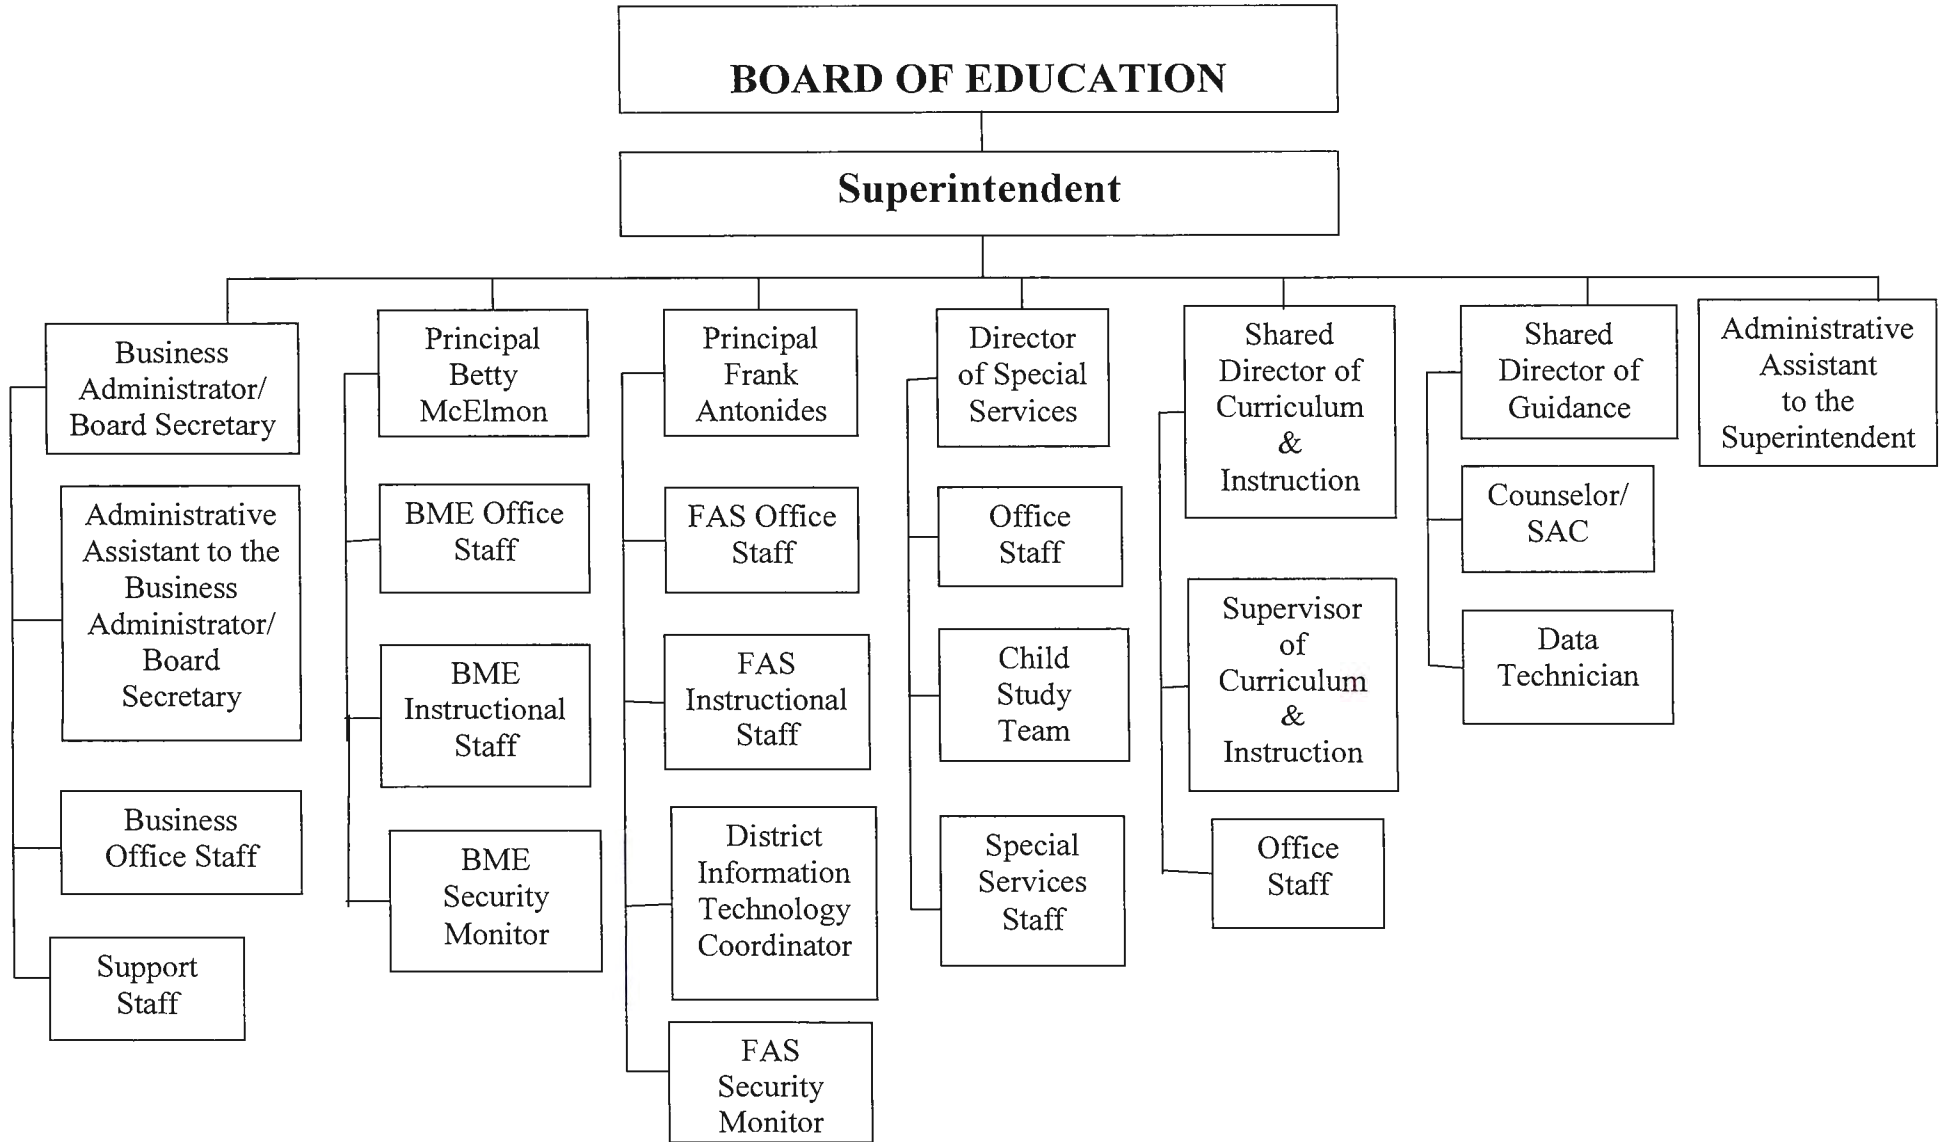 BOARD OF EDUCATION
Superintendent
Business
Administrator/
Board Secretary
Administrative
Assistant to the
Business
Administrator/
Board
Secretary
Business
Office Staff
Support
Staff
Principal
Betty
McElmon
BME Office
Staff
BME
Instructional
Staff
BME
Security
Monitor
Principal
Frank
Antonides
FAS Office
Staff
FAS
Instructional
Staff
District
Information
Technology
Coordinator
FAS
Security
Monitor
Director
of Special
Services
Office
Staff
Child
Study
Team
Special
Services
Staff
Shared
Director of
Curriculum
&
Instruction
Supervisor
of
Curriculum
&
Instruction
Office
Staff
Shared
Director of
Guidance
Counselor/
SAC
Data
Technician
Administrative
Assistant
to the
Superintendent